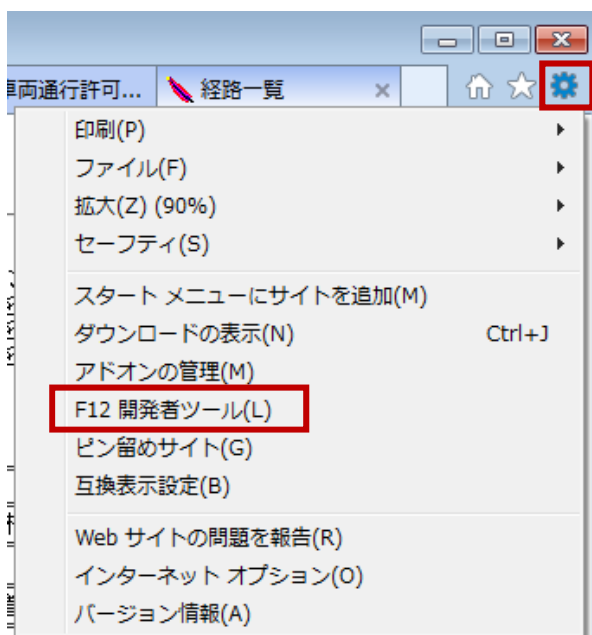 車両通行許可... 経路一覧
印刷(P)
ファイル(F)
拡大(Z) (90%)
セーフティ(S)
スタート メニューにサイトを追加(M)
ダウンロードの表示(N) Ctrl+J
アドオンの管理(M)
F12 開発者ツール(L)
ピン留めサイト(G)
互換表示設定(B)
Web サイトの問題を報告(R)
インターネット オプション(O)
バージョン情報(A)